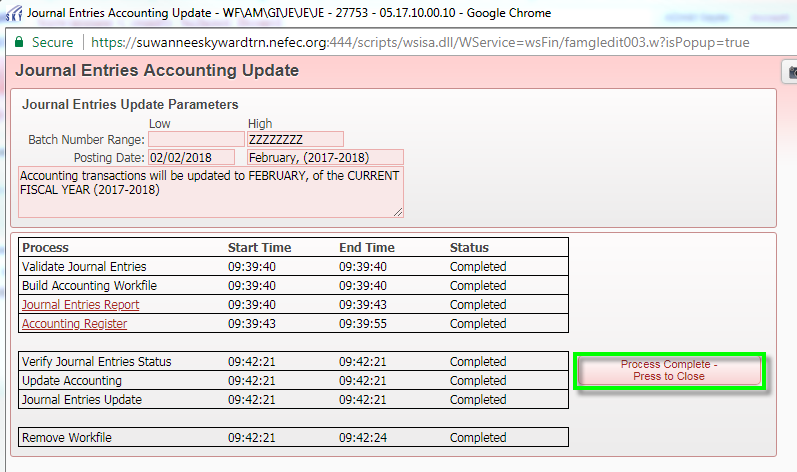 Journal Entries Accounting Update - WF\AM\GI\JE\JE\JE - 27753 - 05.17.10.00.10 - Google Chrome
Secure https://suwanneeskywardtrn.nefec.org:444/scripts/wsisa.dll/WService=wsFin/famgledit003.w?isPopup=true
Journal Entries Accounting Update
Journal Entries Update Parameters
Low High
Batch Number Range: ZZZZZZZZ
Posting Date: 02/02/2018 February, (2017-2018)
Accounting transactions will be updated to FEBRUARY, of the CURRENT
FISCAL YEAR (2017-2018)
Process Start Time End Time Status
Validate Journal Entries 09:39:40 09:39:40 Completed
Build Accounting Workfile 09:39:40 09:39:40 Completed
Journal Entries Report 09:39:40 09:39:43 Completed
Accounting Register 09:39:43 09:39:55 Completed
Verify Journal Entries Status 09:42:21 09:42:21 Completed
Process Complete -
Press to Close
Update Accounting 09:42:21 09:42:21 Completed
Journal Entries Update 09:42:21 09:42:21 Completed
Remove Workfile 09:42:21 09:42:24 Completed